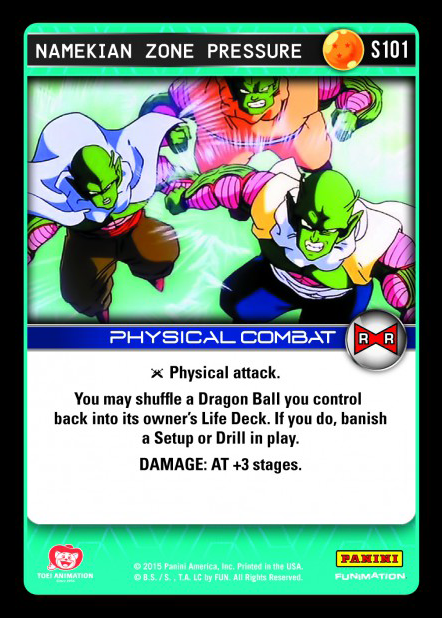 NAMEKIAN ZONE PRESSURE S101
PHYSICAL COMBAT R R
Physical attack.
You may shuffle a Dragon Ball you control
back into its owner's Life Deck. If you do, banish
a Setup or Drill in play.
DAMAGE: AT +3 stages.
TOEI ANIMATION
© 2015 Panini America, Inc. Printed in the USA.
© B.S. / S. , T.A. LC by FUN. All Rights Reserved.
PANINI
FUNIMATION